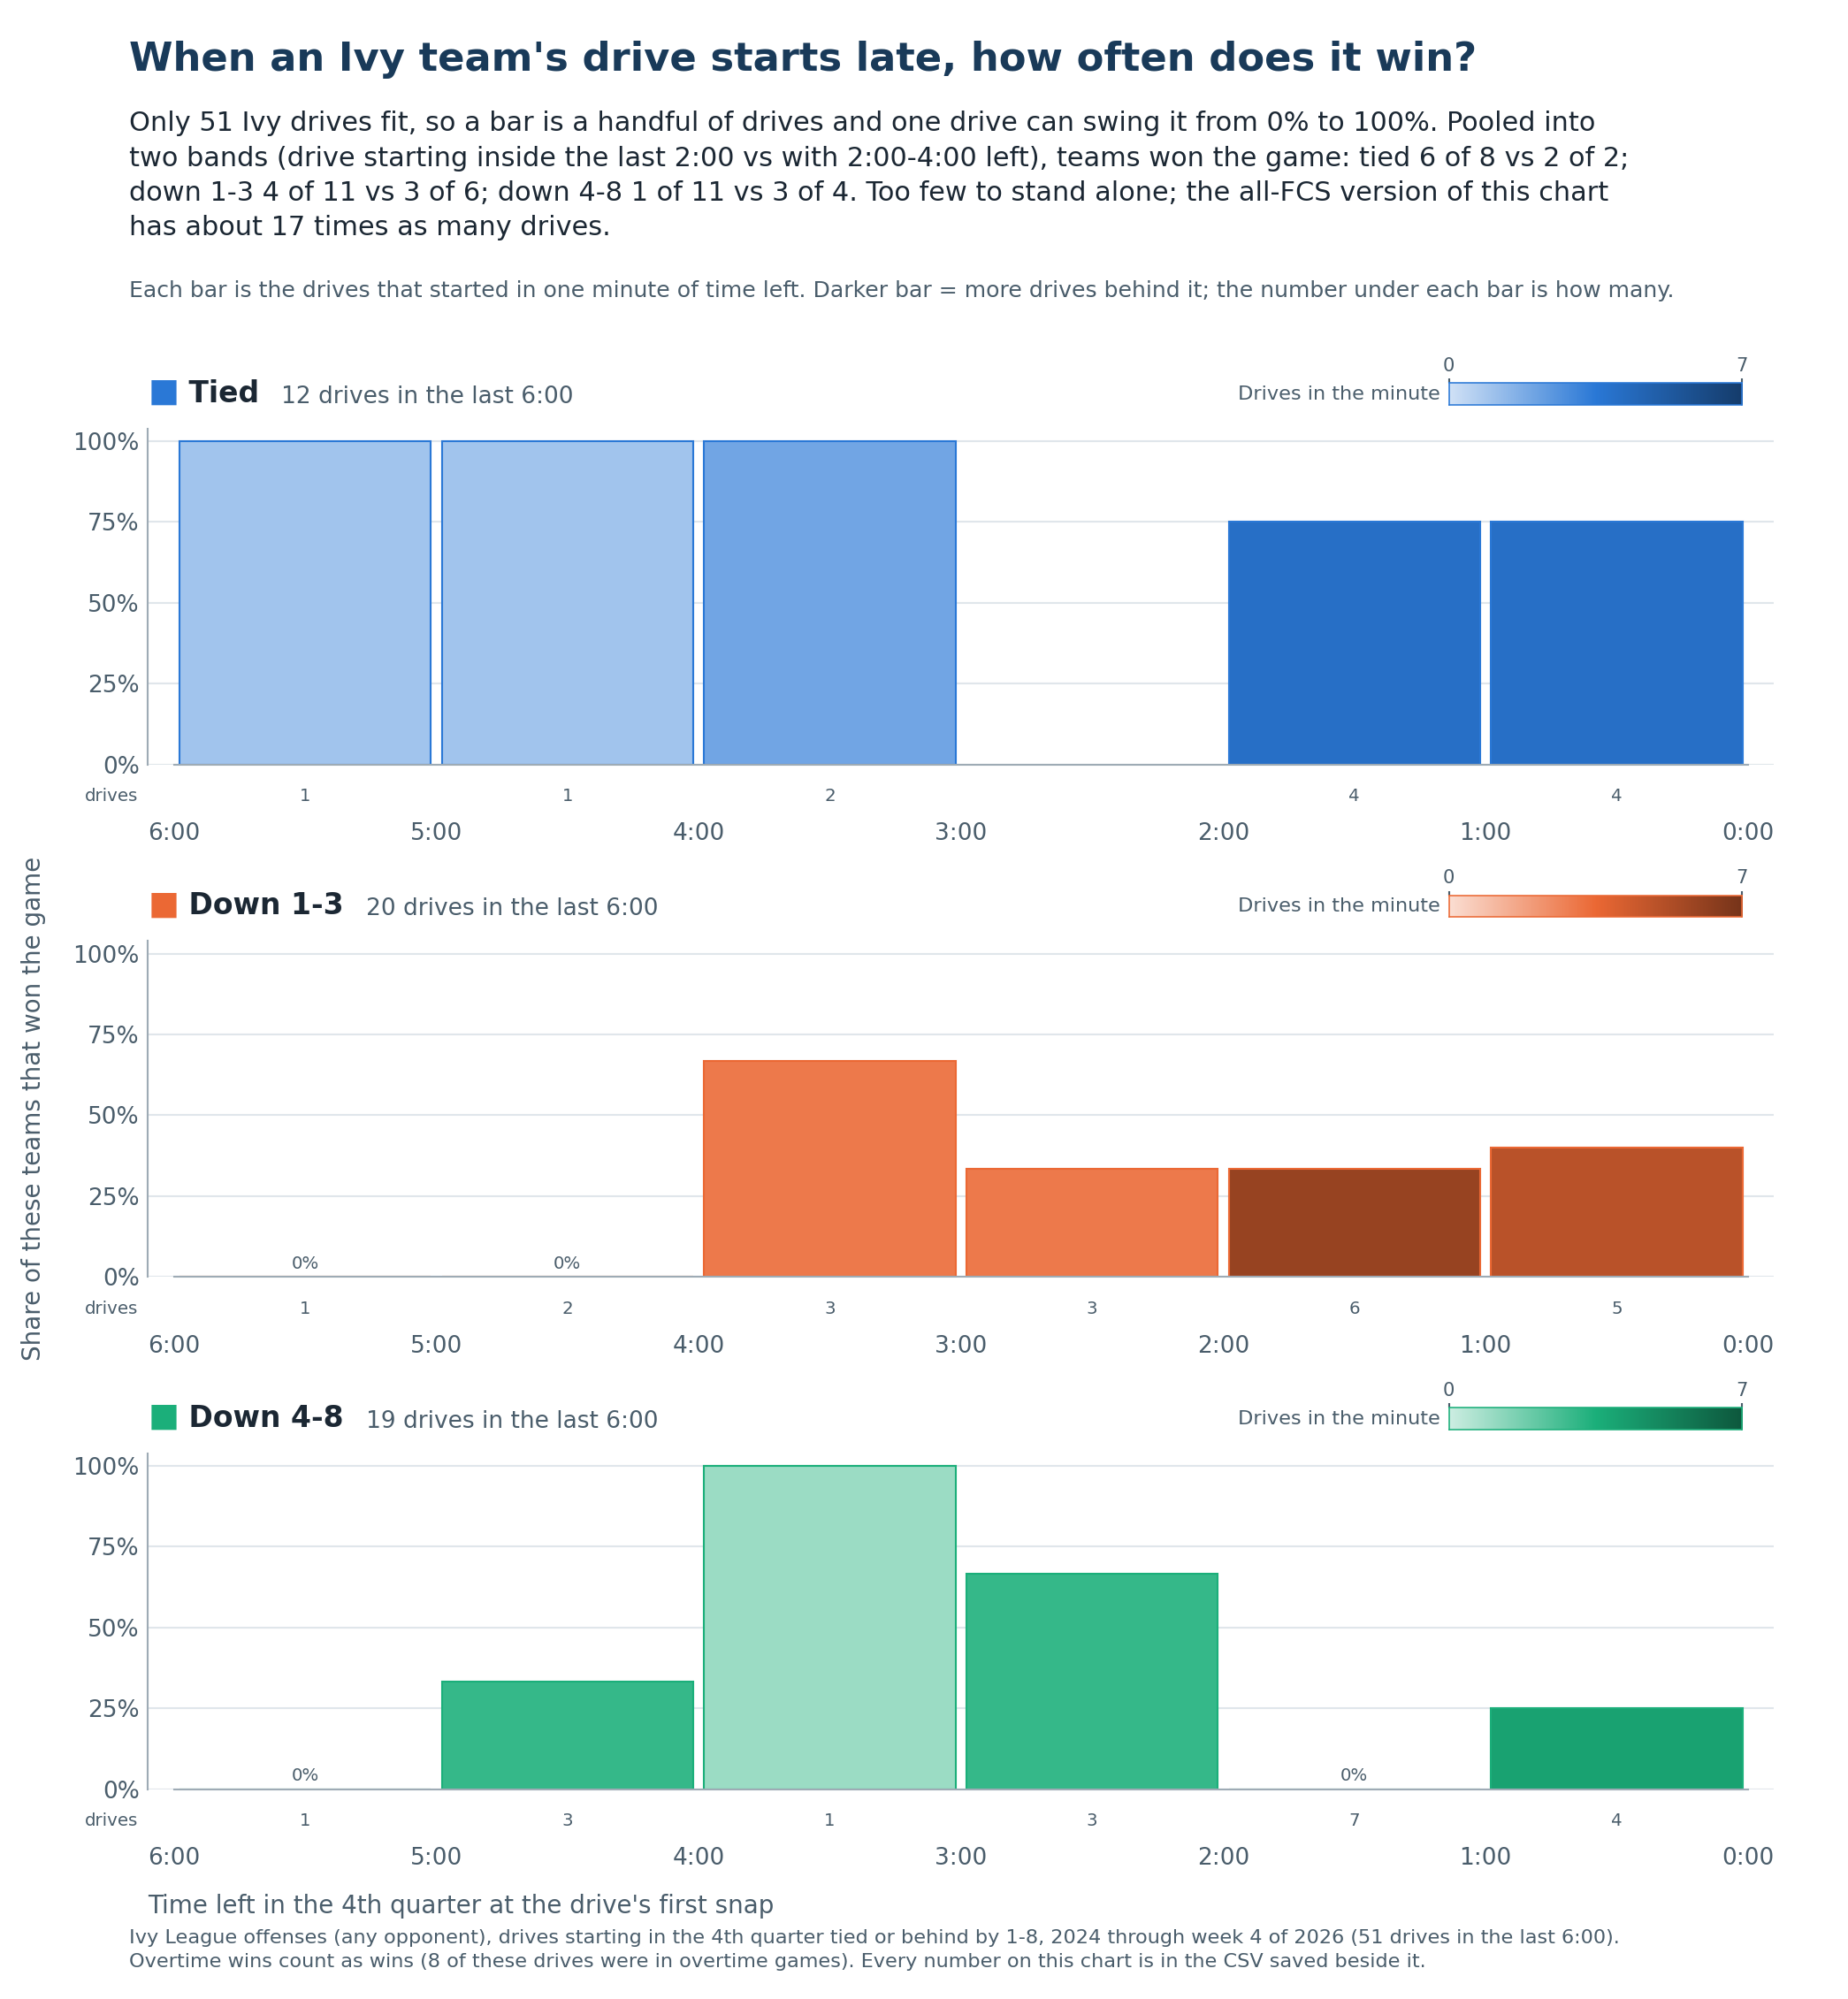 When an Ivy team's drive starts late, how often does it win?
Only 51 Ivy drives fit, so a bar is a handful of drives and one drive can swing it from 0% to 100%. Pooled into
two bands (drive starting inside the last 2:00 vs with 2:00-4:00 left), teams won the game: tied 6 of 8 vs 2 of 2;
down 1-3 4 of 11 vs 3 of 6; down 4-8 1 of 11 vs 3 of 4. Too few to stand alone; the all-FCS version of this chart
has about 17 times as many drives.
Each bar is the drives that started in one minute of time left. Darker bar = more drives behind it; the number under each bar is how many.
Share of these teams that won the game
Tied 12 drives in the last 6:00
Drives in the minute 0 7
100%
75%
50%
25%
0%
drives 1 1 2 4 4
6:00 5:00 4:00 3:00 2:00 1:00 0:00
Down 1-3 20 drives in the last 6:00
Drives in the minute 0 7
100%
75%
50%
25%
0%
0% 0%
drives 1 2 3 3 6 5
6:00 5:00 4:00 3:00 2:00 1:00 0:00
Down 4-8 19 drives in the last 6:00
Drives in the minute 0 7
100%
75%
50%
25%
0%
0% 0%
drives 1 3 1 3 7 4
6:00 5:00 4:00 3:00 2:00 1:00 0:00
Time left in the 4th quarter at the drive's first snap
Ivy League offenses (any opponent), drives starting in the 4th quarter tied or behind by 1-8, 2024 through week 4 of 2026 (51 drives in the last 6:00).
Overtime wins count as wins (8 of these drives were in overtime games). Every number on this chart is in the CSV saved beside it.